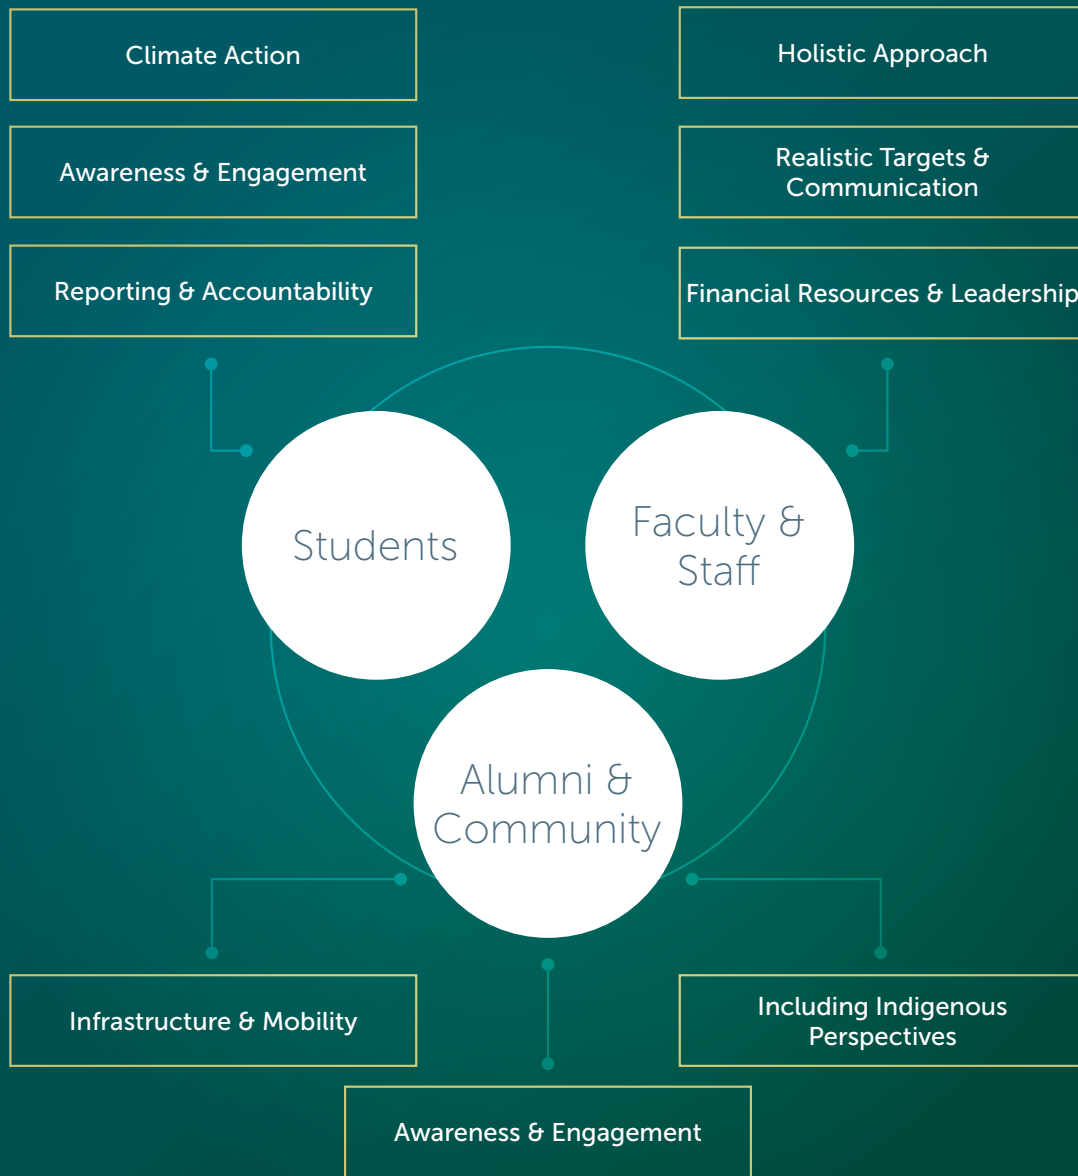 Climate Action
Awareness & Engagement
Reporting & Accountability
Holistic Approach
Realistic Targets &
Communication
Financial Resources & Leadership
Students
Faculty &
Staff
Alumni &
Community
Infrastructure & Mobility
Including Indigenous
Perspectives
Awareness & Engagement